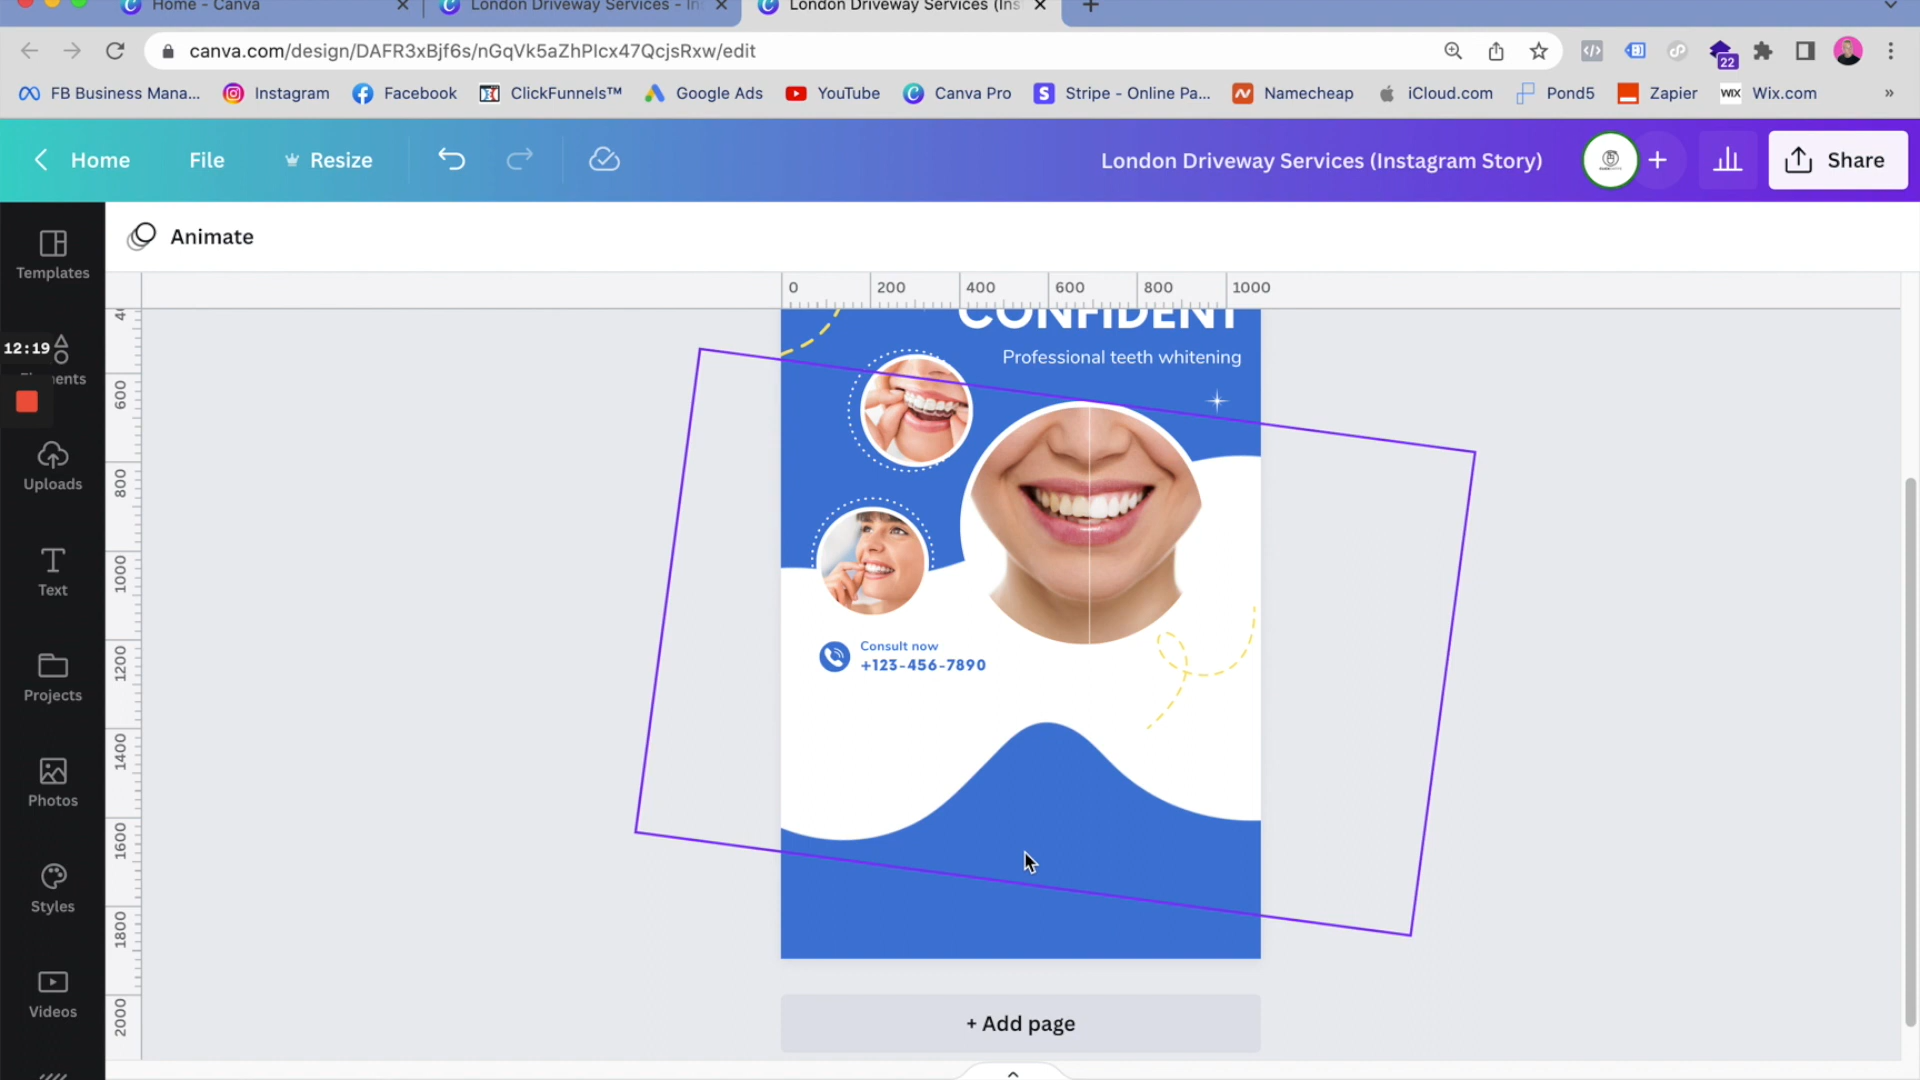 Home - Canva
London Driveway Services - Ins
London Driveway Services (Ins
canva.com/design/DAFR3xBjf6s/nGqVk5aZhPlcx47QcjsRxw/edit
22
FB Business Mana...
Instagram
Facebook
ClickFunnels™
Google Ads
YouTube
Canva Pro
Stripe - Online Pa...
Namecheap
iCloud.com
Pond5
Zapier
WIX Wix.com
Home
File
Resize
London Driveway Services (Instagram Story)
Share
Animate
Templates
12:19
Elements
Uploads
Text
Projects
Photos
Styles
Videos
0 200 400 600 800 1000
600
800
1000
1200
1400
1600
1800
2000
CONFIDENT
Professional teeth whitening
Consult now
+123-456-7890
+ Add page